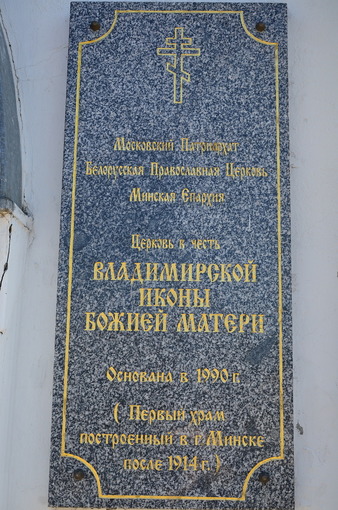 Московский Патриархат
Белорусская Православная Церковь
Минская Епархия
Церковь в честь
ВЛАДИМИРСКОЙ
ИКОНЫ
БОЖИЕЙ МАТЕРИ
Основана в 1990 г.
( Первый храм
построенный в г Минске
после 1914 г. )